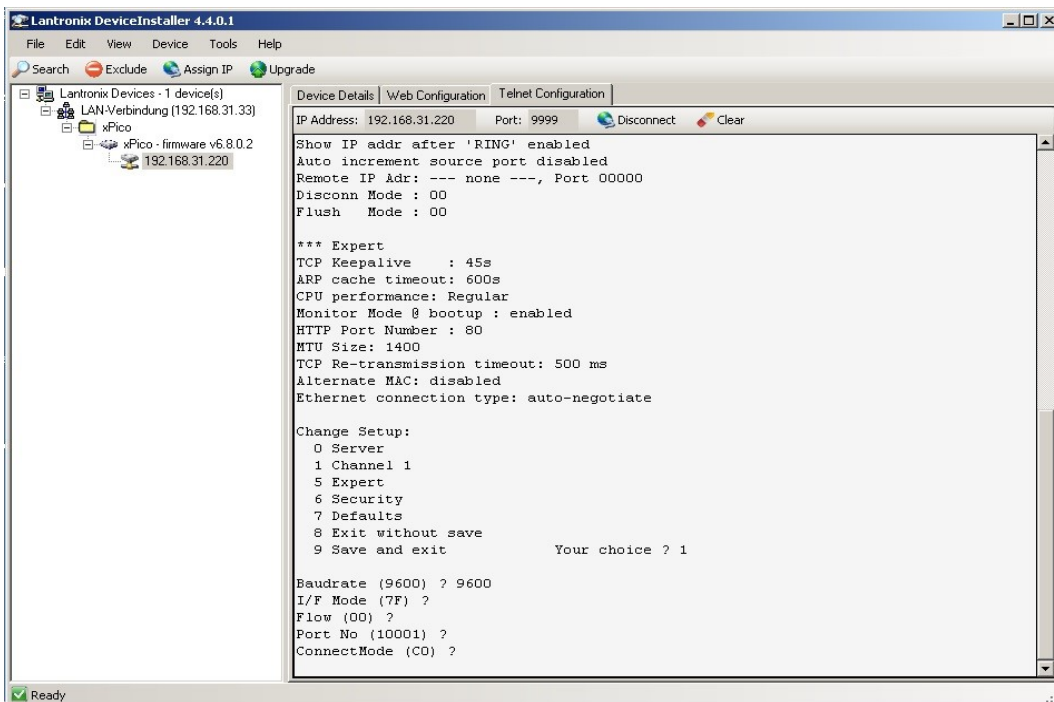 Lantronix DeviceInstaller 4.4.0.1
File Edit View Device Tools Help
Search Exclude Assign IP Upgrade
Lantronix Devices - 1 device(s)
LAN-Verbindung (192.168.31.33)
xPico
xPico - firmware v6.8.0.2
192.168.31.220
Device Details Web Configuration Telnet Configuration
IP Address: 192.168.31.220 Port: 9999 Disconnect Clear
Show IP addr after 'RING' enabled
Auto increment source port disabled
Remote IP Adr: --- none ---, Port 00000
Disconn Mode : 00
Flush   Mode : 00
*** Expert
TCP Keepalive    : 45s
ARP cache timeout: 600s
CPU performance: Regular
Monitor Mode @ bootup : enabled
HTTP Port Number : 80
MTU Size: 1400
TCP Re-transmission timeout: 500 ms
Alternate MAC: disabled
Ethernet connection type: auto-negotiate
Change Setup:
0 Server
1 Channel 1
5 Expert
6 Security
7 Defaults
8 Exit without save
9 Save and exit            Your choice ? 1
Baudrate (9600) ? 9600
I/F Mode (7F) ?
Flow (00) ?
Port No (10001) ?
ConnectMode (C0) ?
Ready